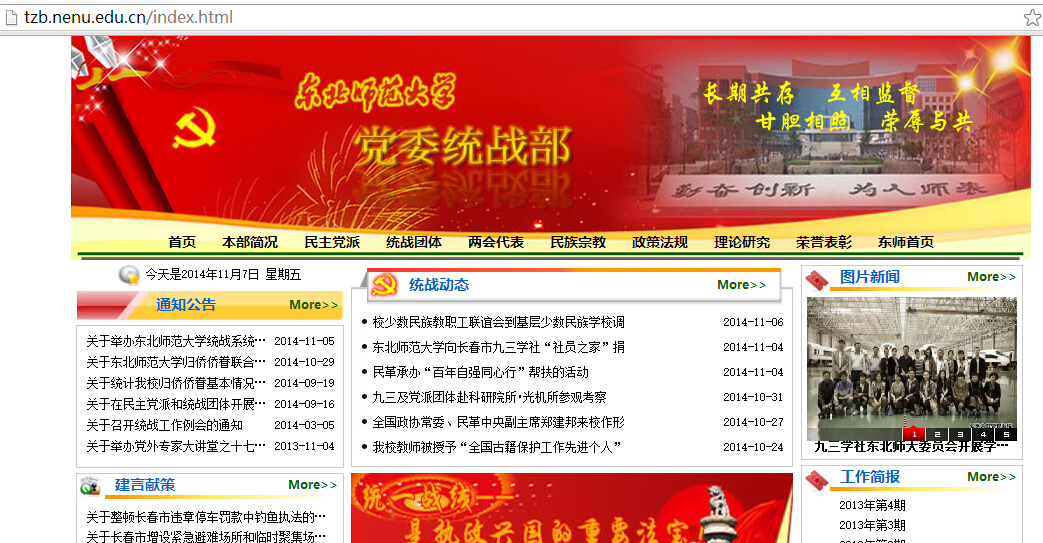 tzb.nenu.edu.cn/index.html
东北师范大学
党委统战部
长期共存 互相监督
甘胆相照 荣辱与共
勤奋创新 为人师表
首页 本部简况 民主党派 统战团体 两会代表 民族宗教 政策法规 理论研究 荣誉表彰 东师首页
今天是2014年11月7日 星期五
通知公告 More>>
关于举办东北师范大学统战系统… 2014-11-05
关于东北师范大学归侨侨眷联合… 2014-10-29
关于统计我校归侨侨眷基本情况… 2014-09-19
关于在民主党派和统战团体开展… 2014-09-16
关于召开统战工作例会的通知 2014-03-05
关于举办党外专家大讲堂之十七… 2013-11-04
建言献策 More>>
关于整顿长春市违章停车罚款中钓鱼执法的…
关于长春市增设紧急避难场所和临时聚集场…
统战动态 More>>
校少数民族教职工联谊会到基层少数民族学校调 2014-11-06
东北师范大学向长春市九三学社“社员之家”捐 2014-11-04
民革承办“百年自强同心行”帮扶的活动 2014-11-04
九三及党派团体赴科研院所·光机所参观考察 2014-10-31
全国政协常委、民革中央副主席郑建邦来校作形 2014-10-27
我校教师被授予“全国古籍保护工作先进个人” 2014-10-24
统一战线
是执政兴国的重要法宝
图片新闻 More>>
1 2 3 4 5
九三学社东北师大委员会开展学…
工作简报 More>>
2013年第4期
2013年第3期